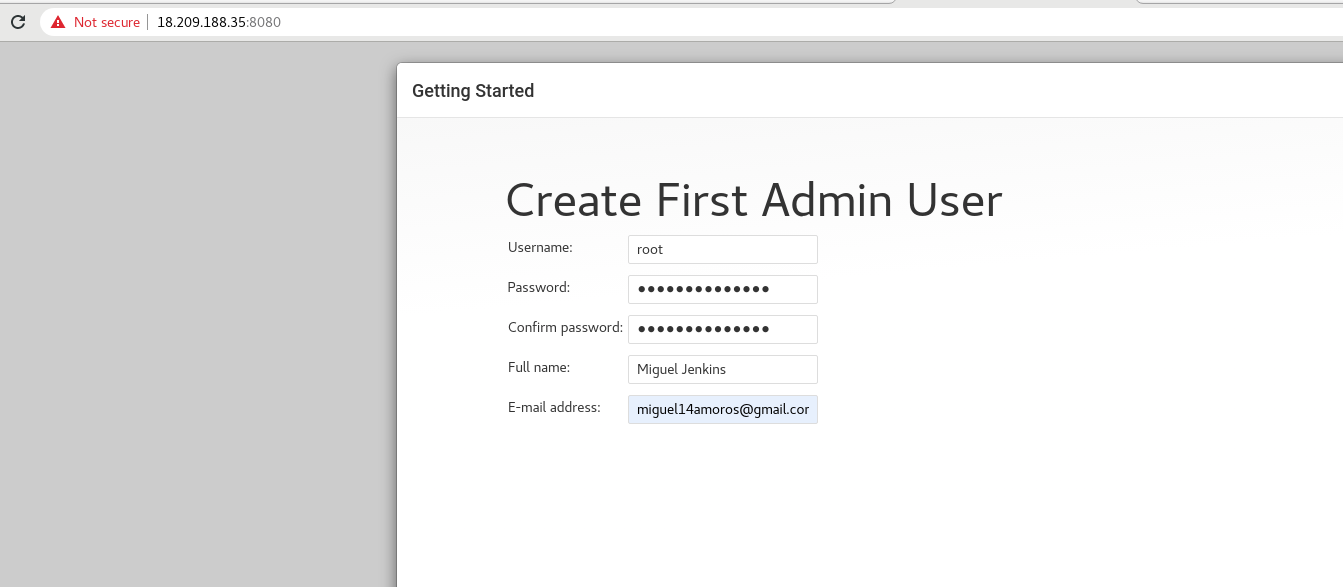 Not secure | 18.209.188.35:8080
Getting Started
Create First Admin User
Username: root
Password: ●●●●●●●●●●●●●●
Confirm password: ●●●●●●●●●●●●●●
Full name: Miguel Jenkins
E-mail address: miguel14amoros@gmail.cor